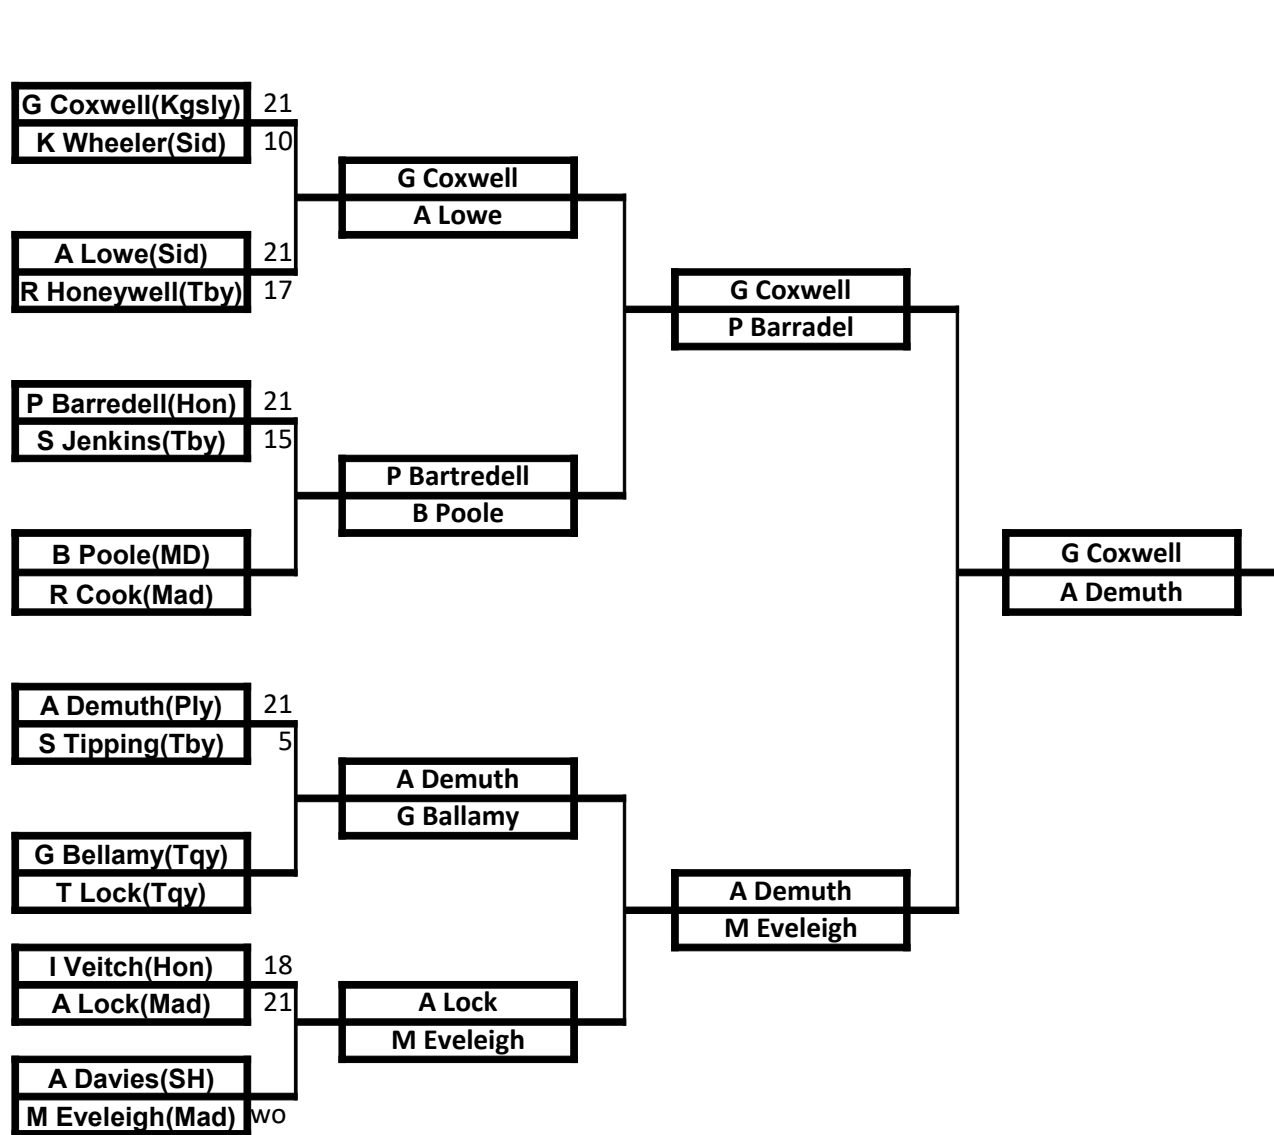 G Coxwell(Kgsly) 21
K Wheeler(Sid) 10
G Coxwell
A Lowe
A Lowe(Sid) 21
R Honeywell(Tby) 17
G Coxwell
P Barradel
P Barredell(Hon) 21
S Jenkins(Tby) 15
P Bartredell
B Poole
B Poole(MD)
R Cook(Mad)
G Coxwell
A Demuth
A Demuth(Ply) 21
S Tipping(Tby) 5
A Demuth
G Ballamy
G Bellamy(Tqy)
T Lock(Tqy)
A Demuth
M Eveleigh
I Veitch(Hon) 18
A Lock(Mad) 21
A Lock
M Eveleigh
A Davies(SH)
M Eveleigh(Mad) wo